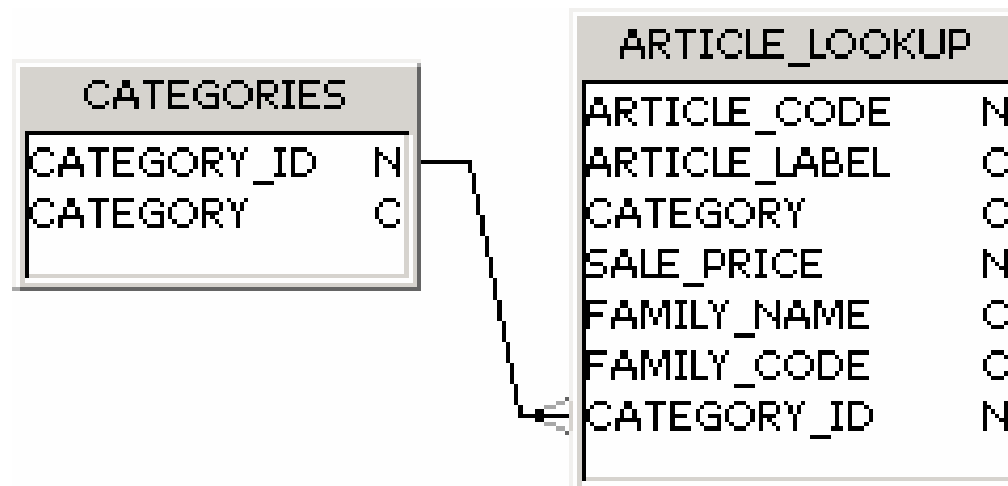 CATEGORIES
CATEGORY_ID N
CATEGORY C
ARTICLE_LOOKUP
ARTICLE_CODE N
ARTICLE_LABEL C
CATEGORY C
SALE_PRICE N
FAMILY_NAME C
FAMILY_CODE C
CATEGORY_ID N